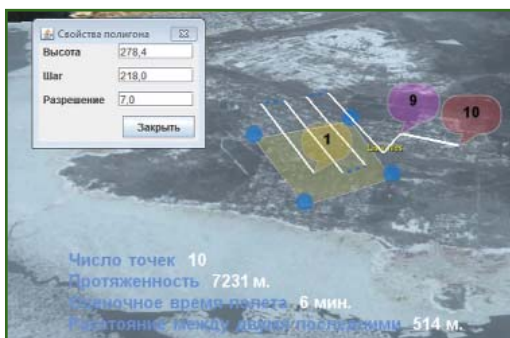 Свойства полигона
Высота 278,4
Шаг 218,0
Разрешение 7,0
Закрыть
1
9
10
Число точек 10
Протяженность 7231 м.
время полета 6 мин.
Расстояние между двумя последними 514 м.